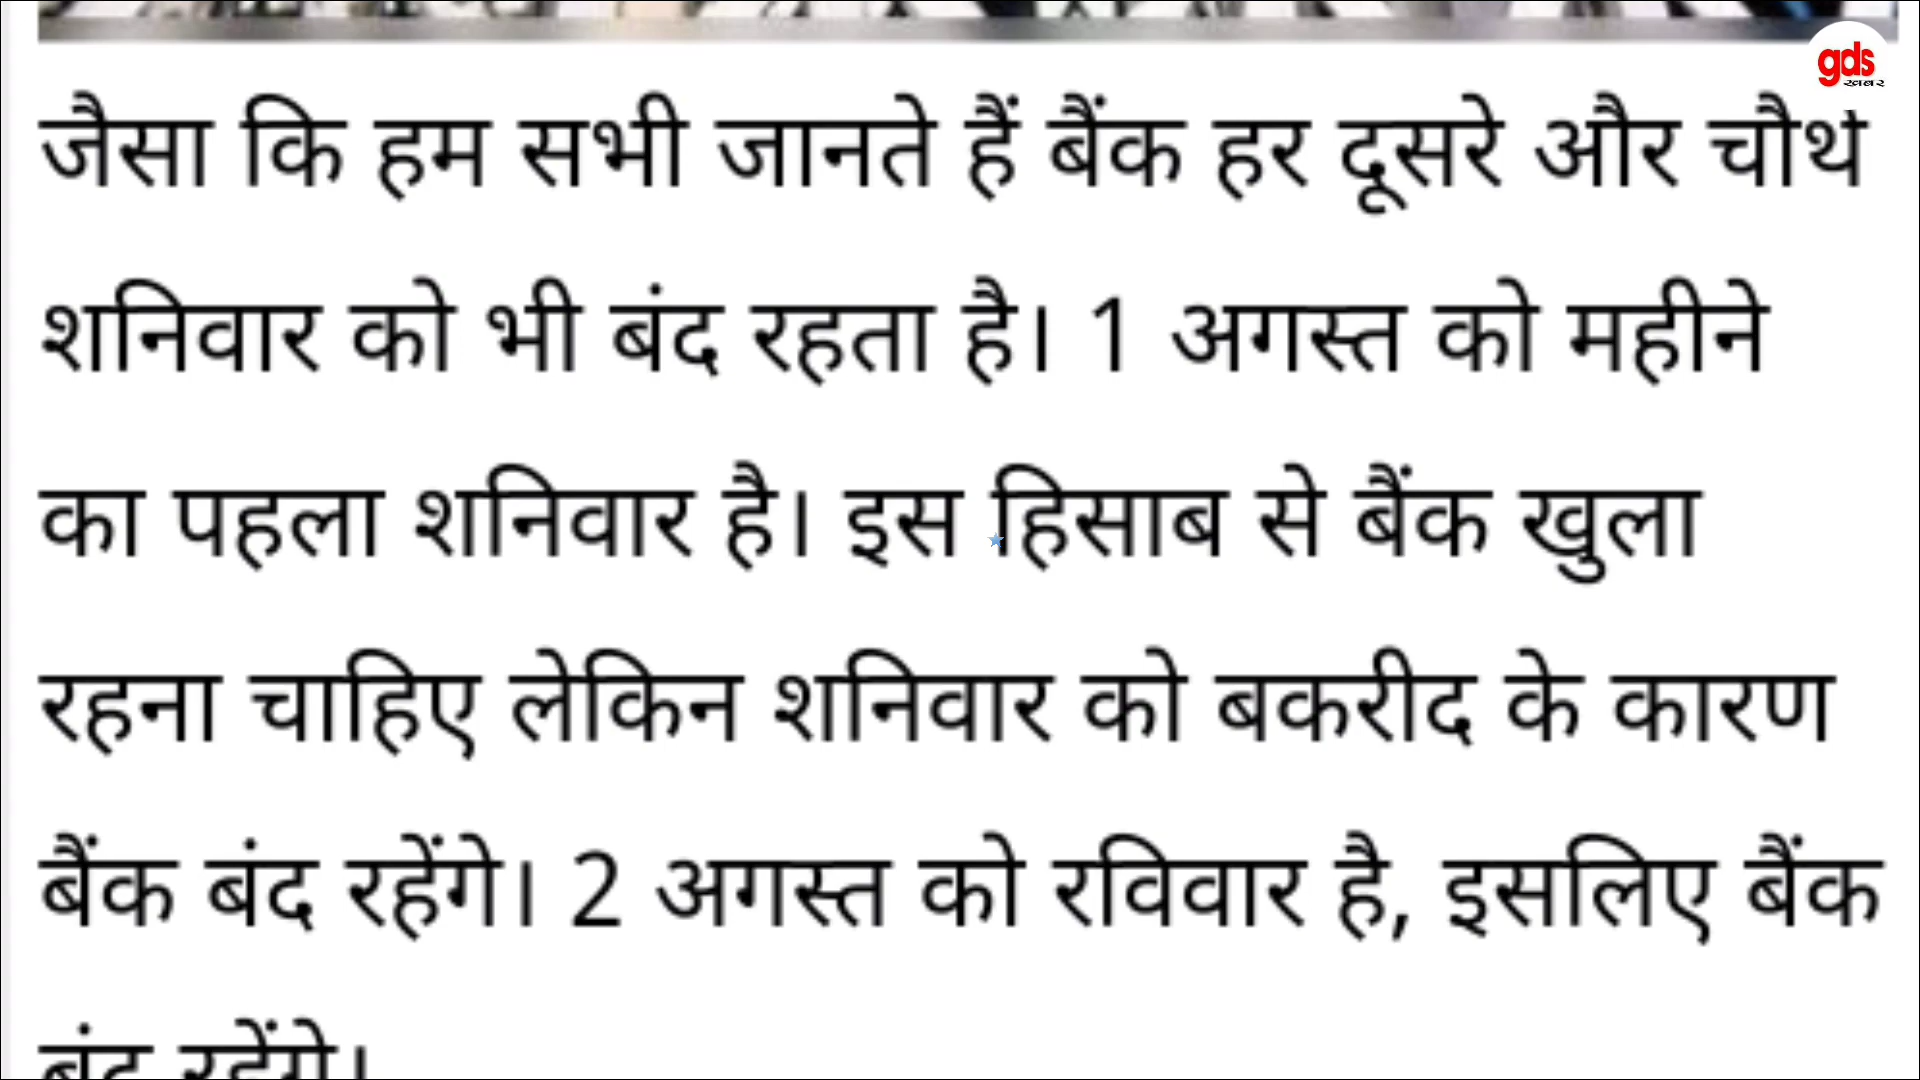 gds
खबर
जैसा कि हम सभी जानते हैं बैंक हर दूसरे और चौथे
शनिवार को भी बंद रहता है। 1 अगस्त को महीने
का पहला शनिवार है। इस हिसाब से बैंक खुला
रहना चाहिए लेकिन शनिवार को बकरीद के कारण
बैंक बंद रहेंगे। 2 अगस्त को रविवार है, इसलिए बैंक
बंद रहेंगे।